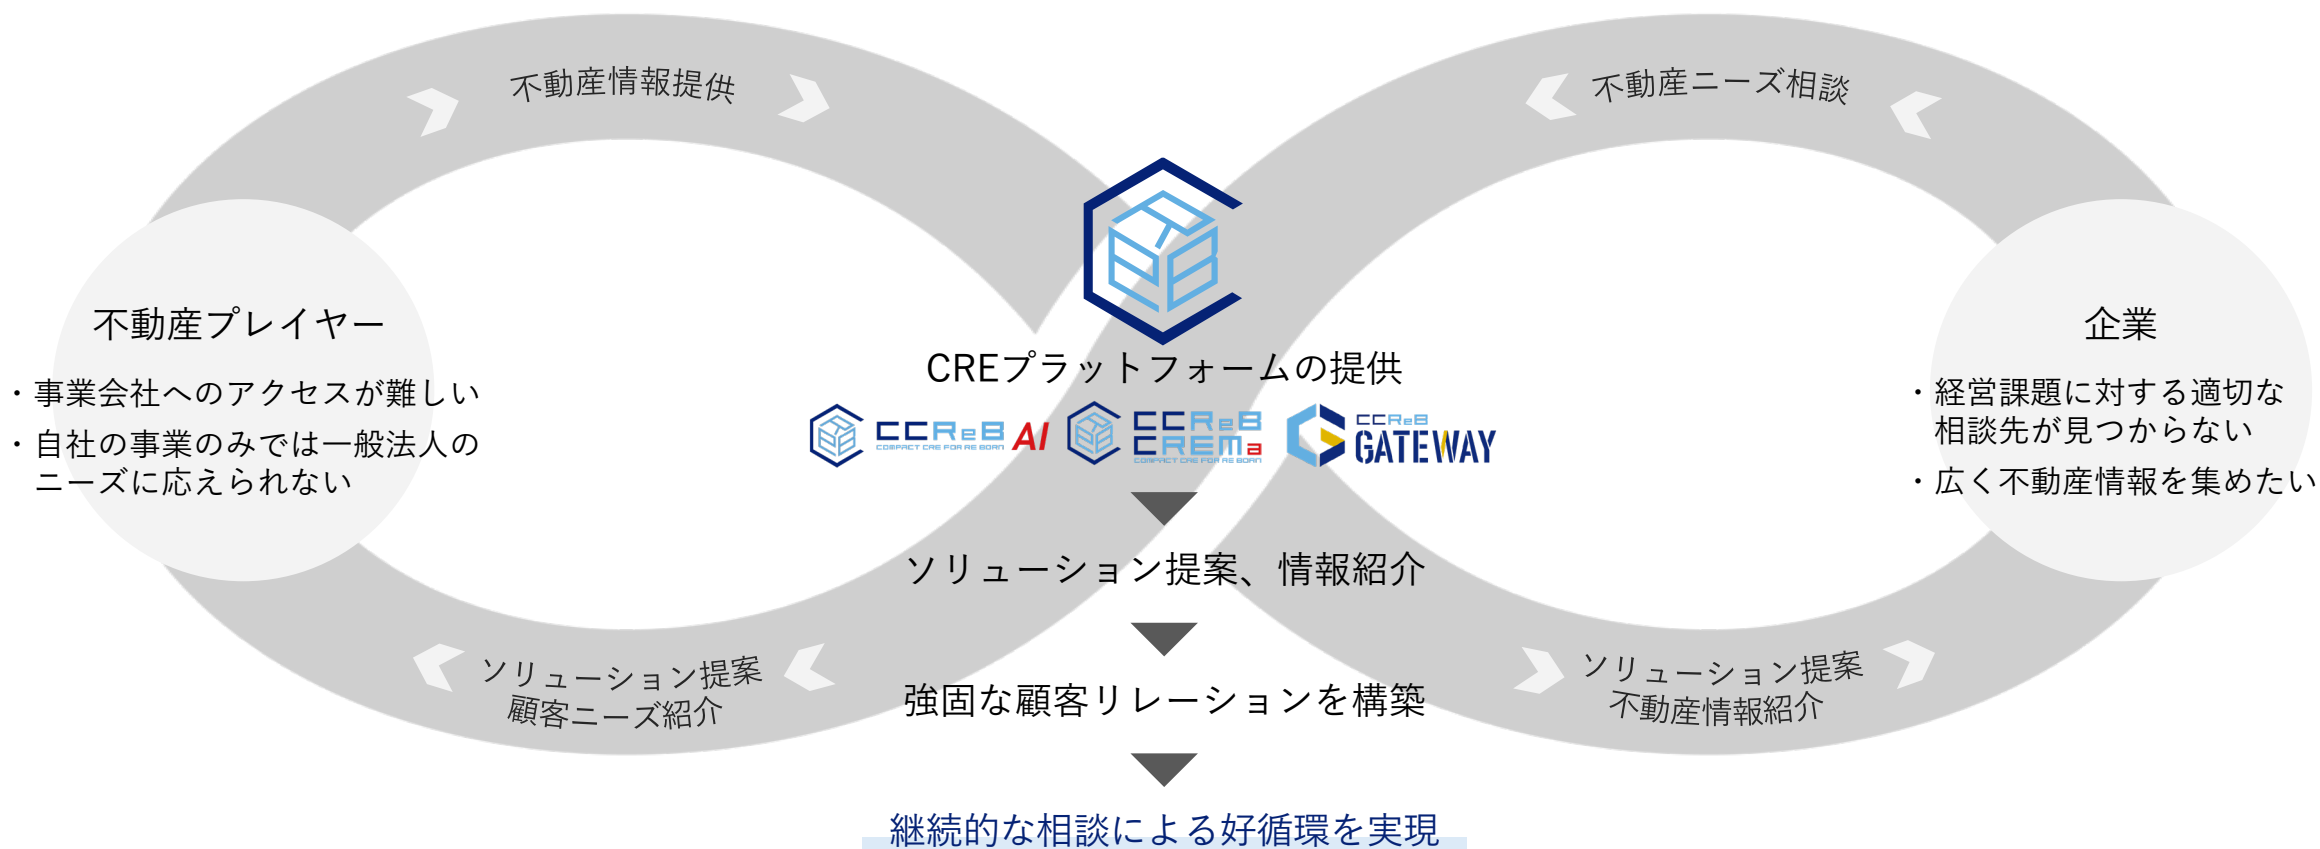 不動産情報提供
不動産ニーズ相談
不動産プレイヤー
・事業会社へのアクセスが難しい
・自社の事業のみでは一般法人の
ニーズに応えられない
企業
・経営課題に対する適切な
相談先が見つからない
・広く不動産情報を集めたい
CREプラットフォームの提供
CCReB AI
COMPACT CRE FOR RE BORN
CCReB
CREMa
COMPACT CRE FOR RE BORN
CCReB
GATEWAY
ソリューション提案、情報紹介
強固な顧客リレーションを構築
継続的な相談による好循環を実現
ソリューション提案
顧客ニーズ紹介
ソリューション提案
不動産情報紹介